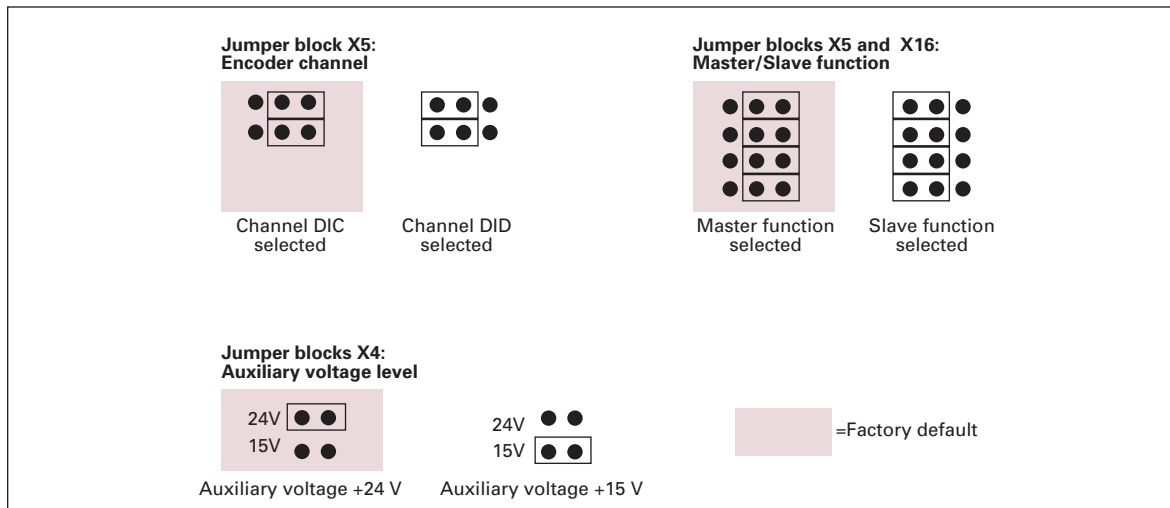 Jumper block X5:
Encoder channel
Channel DIC
selected
Channel DID
selected
Jumper blocks X5 and X16:
Master/Slave function
Master function
selected
Slave function
selected
Jumper blocks X4:
Auxiliary voltage level
24V
15V
Auxiliary voltage +24 V
24V
15V
Auxiliary voltage +15 V
=Factory default